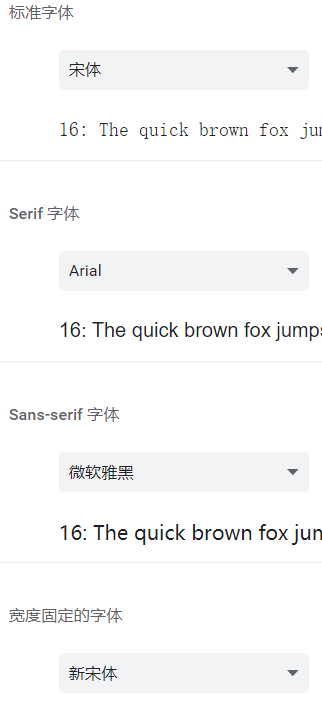 标准字体
宋体
16: The quick brown fox jum
Serif 字体
Arial
16: The quick brown fox jumps
Sans-serif 字体
微软雅黑
16: The quick brown fox jun
宽度固定的字体
新宋体